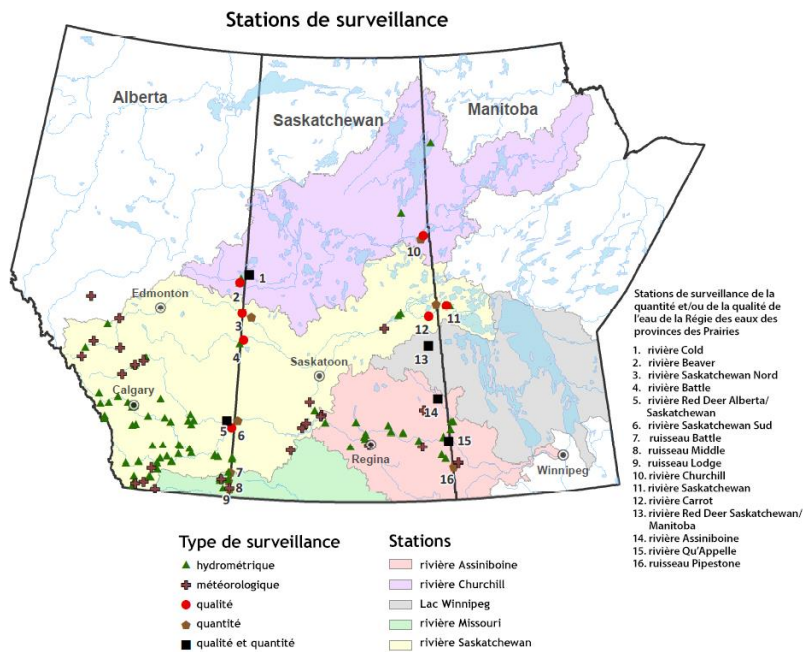 Stations de surveillance
Alberta
Saskatchewan
Manitoba
10
1
2
Edmonton
3
11
12
4
13
Saskatoon
Calgary
14
5
6
15
Regina
Winnipeg
7
16
8
9
Stations de surveillance de la
quantité et/ou de la qualité de
l'eau de la Régie des eaux des
provinces des Prairies
1. rivière Cold
2. rivière Beaver
3. rivière Saskatchewan Nord
4. rivière Battle
5. rivière Red Deer Alberta/
Saskatchewan
6. rivière Saskatchewan Sud
7. ruisseau Battle
8. ruisseau Middle
9. ruisseau Lodge
10. rivière Churchill
11. rivière Saskatchewan
12. rivière Carrot
13. rivière Red Deer Saskatchewan/
Manitoba
14. rivière Assiniboine
15. rivière Qu'Appelle
16. ruisseau Pipestone
Type de surveillance
hydrométrique
météorologique
qualité
quantité
qualité et quantité
Stations
rivière Assiniboine
rivière Churchill
Lac Winnipeg
rivière Missouri
rivière Saskatchewan